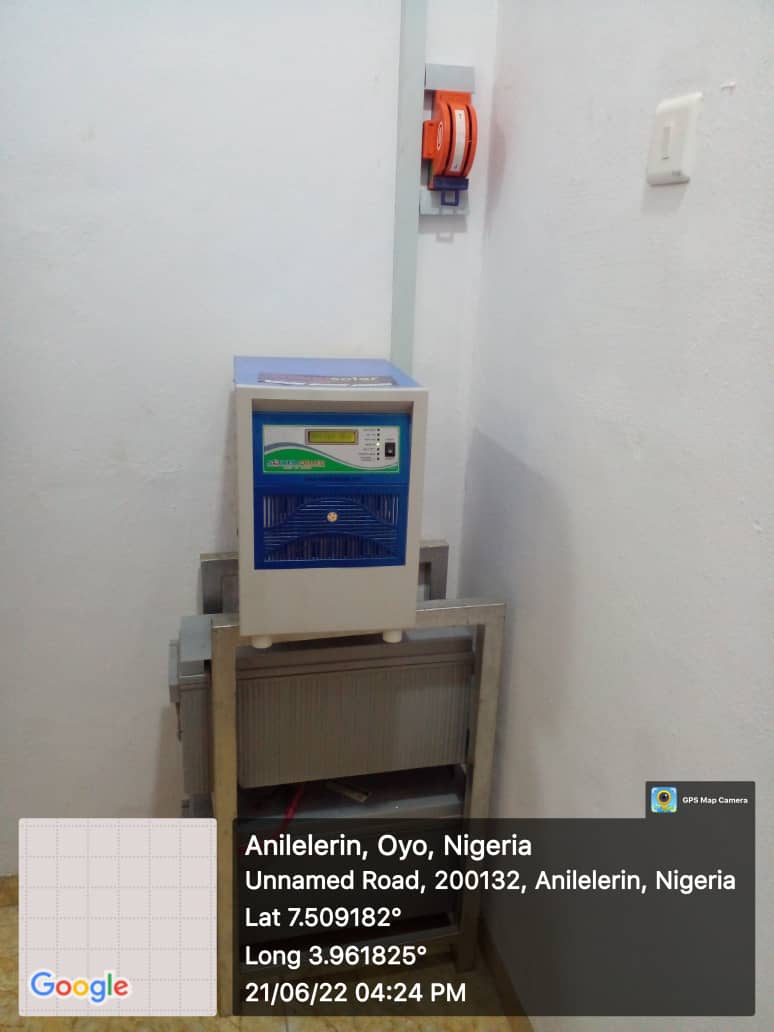 solar
GPS Map Camera
Anilelerin, Oyo, Nigeria
Unnamed Road, 200132, Anilelerin, Nigeria
Lat 7.509182°
Long 3.961825°
21/06/22 04:24 PM
Google